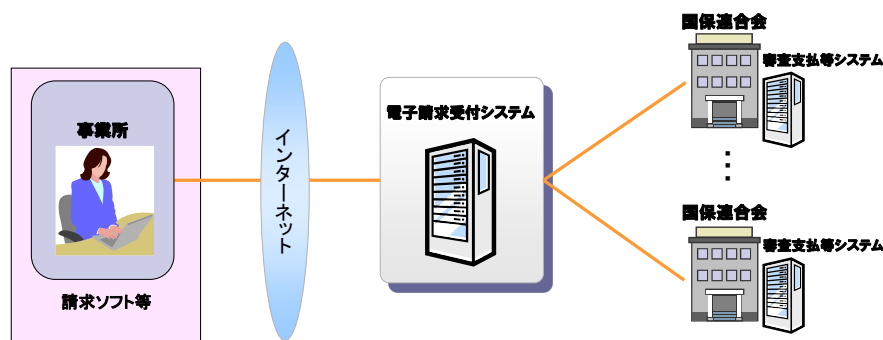 事業所
請求ソフト等
インターネット
電子請求受付システム
国保連合会
審査支払等システム
国保連合会
審査支払等システム